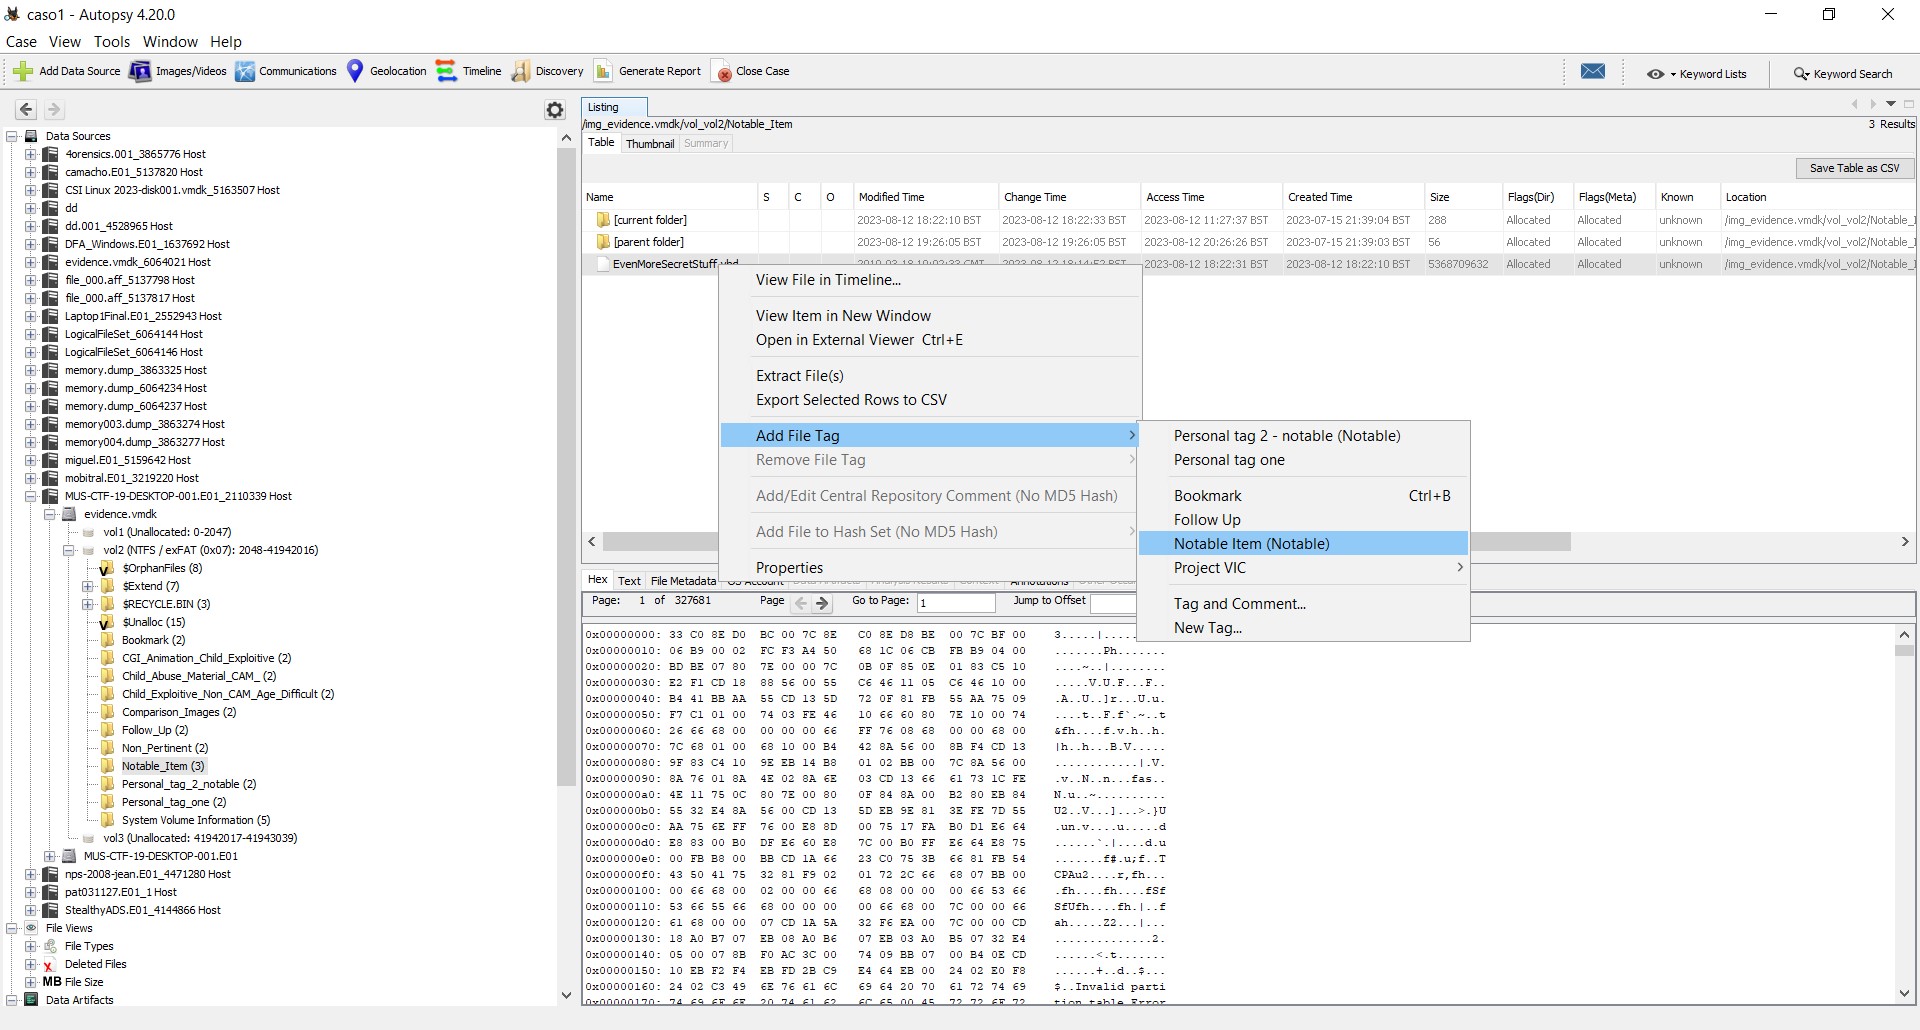 caso1 - Autopsy 4.20.0
Case View Tools Window Help
Add Data Source Images/Videos Communications Geolocation Timeline Discovery Generate Report Close Case Keyword Lists Keyword Search
Data Sources
4orensics.001_3865776 Host
camacho.E01_5137820 Host
CSI Linux 2023-disk001.vmdk_5163507 Host
dd
dd.001_4528965 Host
DFA_Windows.E01_1637692 Host
evidence.vmdk_6064021 Host
file_000.aff_5137798 Host
file_000.aff_5137817 Host
Laptop1Final.E01_2552943 Host
LogicalFileSet_6064144 Host
LogicalFileSet_6064146 Host
memory.dump_3863325 Host
memory.dump_6064234 Host
memory.dump_6064237 Host
memory003.dump_3863274 Host
memory004.dump_3863277 Host
miguel.E01_5159642 Host
mobitral.E01_3219220 Host
MUS-CTF-19-DESKTOP-001.E01_2110339 Host
evidence.vmdk
vol1 (Unallocated: 0-2047)
vol2 (NTFS / exFAT (0x07): 2048-41942016)
$OrphanFiles (8)
$Extend (7)
$RECYCLE.BIN (3)
$Unalloc (15)
Bookmark (2)
CGI_Animation_Child_Exploitive (2)
Child_Abuse_Material_CAM_ (2)
Child_Exploitive_Non_CAM_Age_Difficult (2)
Comparison_Images (2)
Follow_Up (2)
Non_Pertinent (2)
Notable_Item (3)
Personal_tag_2_notable (2)
Personal_tag_one (2)
System Volume Information (5)
vol3 (Unallocated: 41942017-41943039)
MUS-CTF-19-DESKTOP-001.E01
nps-2008-jean.E01_4471280 Host
pat031127.E01_1 Host
StealthyADS.E01_4144866 Host
File Views
File Types
Deleted Files
MB File Size
Data Artifacts
Listing
/img_evidence.vmdk/vol_vol2/Notable_Item 3 Results
Table Thumbnail Summary
Save Table as CSV
Name S C O Modified Time Change Time Access Time Created Time Size Flags(Dir) Flags(Meta) Known Location
[current folder] 2023-08-12 18:22:10 BST 2023-08-12 18:22:33 BST 2023-08-12 11:27:37 BST 2023-07-15 21:39:04 BST 288 Allocated Allocated unknown /img_evidence.vmdk/vol_vol2/Notable_I
[parent folder] 2023-08-12 19:26:05 BST 2023-08-12 19:26:05 BST 2023-08-12 20:26:26 BST 2023-07-15 21:39:03 BST 56 Allocated Allocated unknown /img_evidence.vmdk/vol_vol2/Notable_I
EvenMoreSecretStuff.vhd 2023-08-12 18:22:31 BST 2023-08-12 18:22:10 BST 5368709632 Allocated Allocated unknown /img_evidence.vmdk/vol_vol2/Notable_I
View File in Timeline...
View Item in New Window
Open in External Viewer Ctrl+E
Extract File(s)
Export Selected Rows to CSV
Add File Tag
Remove File Tag
Add/Edit Central Repository Comment (No MD5 Hash)
Add File to Hash Set (No MD5 Hash)
Properties
Personal tag 2 - notable (Notable)
Personal tag one
Bookmark Ctrl+B
Follow Up
Notable Item (Notable)
Project VIC
Tag and Comment...
New Tag...
Hex Text File Metadata
Page: 1 of 327681 Page Go to Page: 1 Jump to Offset
0x00000000: 33 C0 8E D0 BC 00 7C 8E C0 8E D8 BE 00 7C BF 00 3.....|.....
0x00000010: 06 B9 00 02 FC F3 A4 50 68 1C 06 CB FB B9 04 00 .......Ph.......
0x00000020: BD BE 07 80 7E 00 00 7C 0B 0F 85 0E 01 83 C5 10 ....~..|........
0x00000030: E2 F1 CD 18 88 56 00 55 C6 46 11 05 C6 46 10 00 .....V.U.F...F..
0x00000040: B4 41 BB AA 55 CD 13 5D 72 0F 81 FB 55 AA 75 09 .A..U..]r...U.u.
0x00000050: F7 C1 01 00 74 03 FE 46 10 66 60 80 7E 10 00 74 ....t..F.f`.~..t
0x00000060: 26 66 68 00 00 00 00 66 FF 76 08 68 00 00 68 00 &fh....f.v.h..h.
0x00000070: 7C 68 01 00 68 10 00 B4 42 8A 56 00 8B F4 CD 13 |h..h...B.V.....
0x00000080: 9F 83 C4 10 9E EB 14 B8 01 02 BB 00 7C 8A 56 00 ............|.V.
0x00000090: 8A 76 01 8A 4E 02 8A 6E 03 CD 13 66 61 73 1C FE .v..N..n...fas..
0x000000a0: 4E 11 75 0C 80 7E 00 80 0F 84 8A 00 B2 80 EB 84 N.u..~..........
0x000000b0: 55 32 E4 8A 56 00 CD 13 5D EB 9E 81 3E FE 7D 55 U2..V...]...>.}U
0x000000c0: AA 75 6E FF 76 00 E8 8D 00 75 17 FA B0 D1 E6 64 .un.v....u.....d
0x000000d0: E8 83 00 B0 DF E6 60 E8 7C 00 B0 FF E6 64 E8 75 ......`.|....d.u
0x000000e0: 00 FB B8 00 BB CD 1A 66 23 C0 75 3B 66 81 FB 54 .......f#.u;f..T
0x000000f0: 43 50 41 75 32 81 F9 02 01 72 2C 66 68 07 BB 00 CPAu2....r,fh...
0x00000100: 00 66 68 00 02 00 00 66 68 08 00 00 00 66 53 66 .fh....fh....fSf
0x00000110: 53 66 55 66 68 00 00 00 00 66 68 00 7C 00 00 66 SfUfh....fh.|..f
0x00000120: 61 68 00 00 07 CD 1A 5A 32 F6 EA 00 7C 00 00 CD ah.....Z2...|...
0x00000130: 18 A0 B7 07 EB 08 A0 B6 07 EB 03 A0 B5 07 32 E4 ..............2.
0x00000140: 05 00 07 8B F0 AC 3C 00 74 09 BB 07 00 B4 0E CD ......<.t.......
0x00000150: 10 EB F2 F4 EB FD 2B C9 E4 64 EB 00 24 02 E0 F8 ......+..d..$...
0x00000160: 24 02 C3 49 6E 76 61 6C 69 64 20 70 61 72 74 69 $..Invalid parti
0x00000170: 74 69 6F 6E 20 74 61 62 6C 65 00 45 72 72 6F 72 tion table.Error